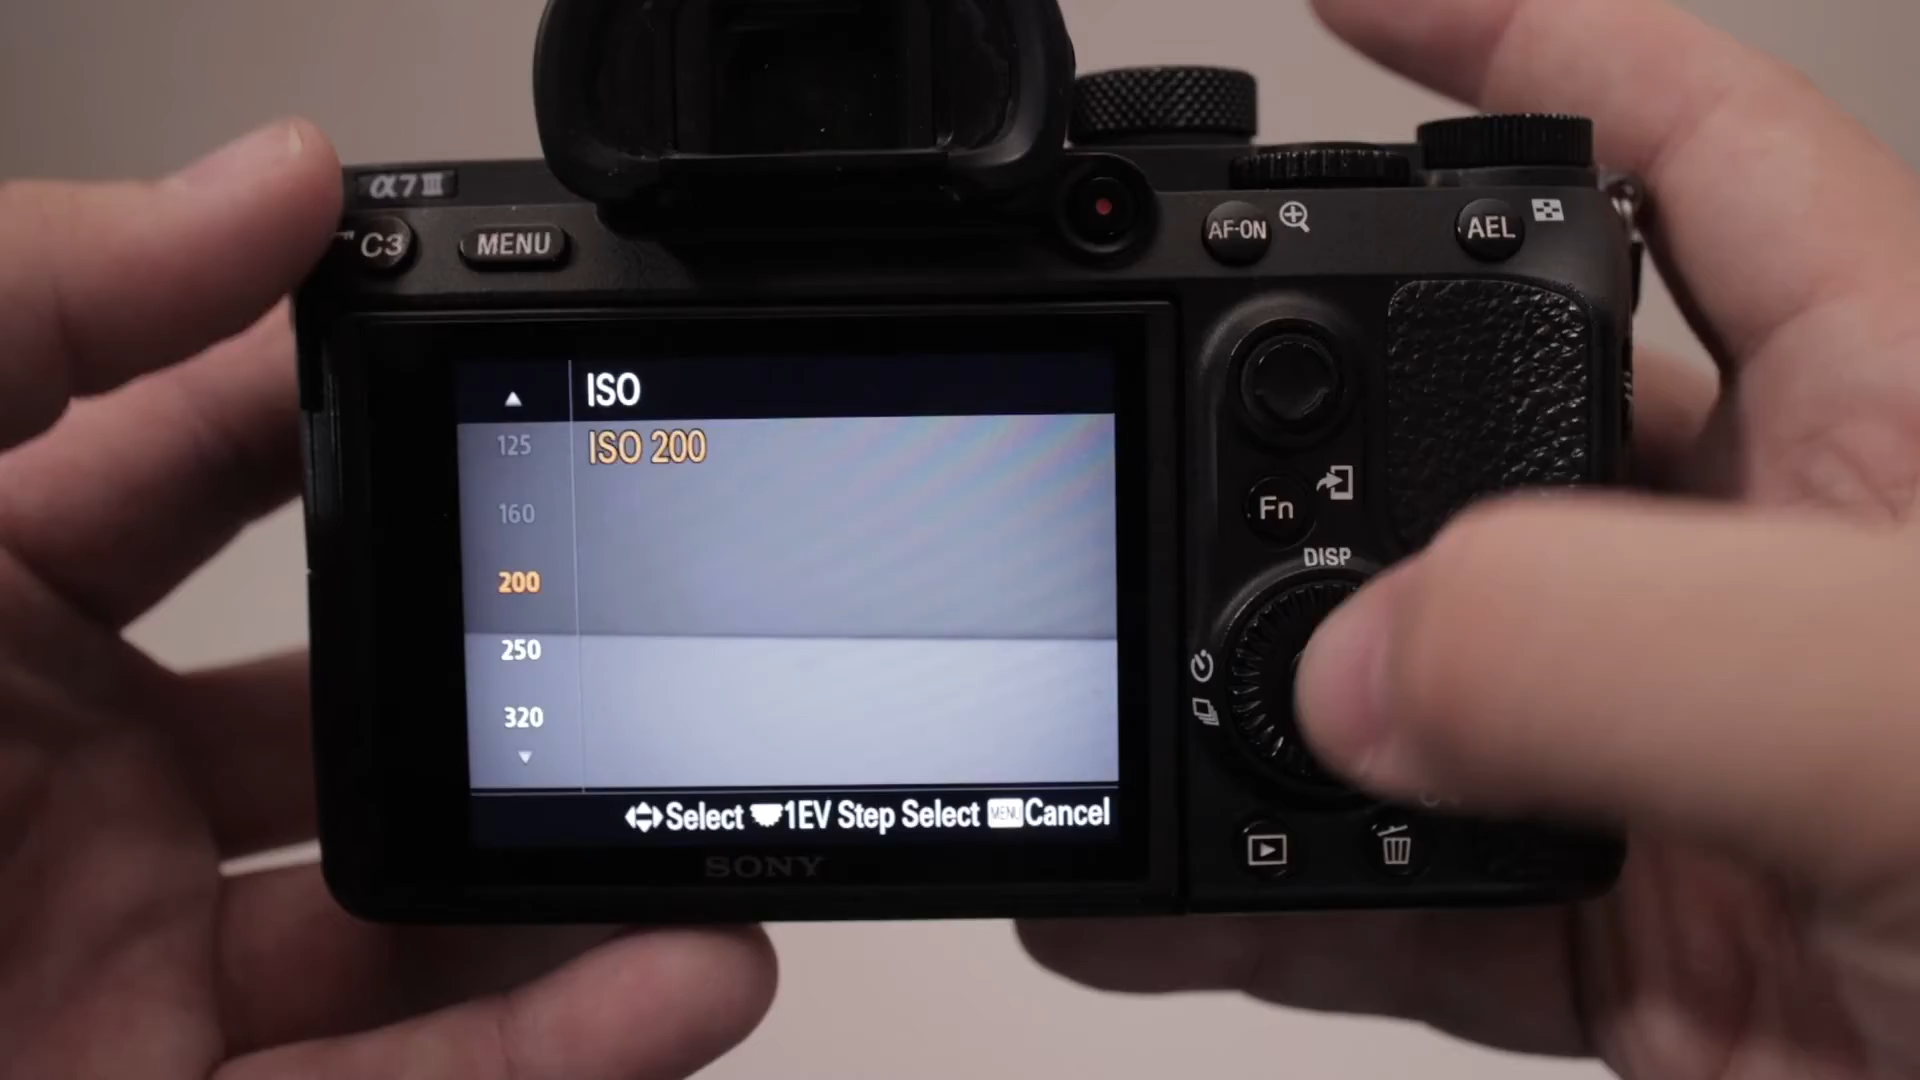 α7III
C3
MENU
AF-ON
AEL
ISO
125
ISO 200
160
200
250
320
Select 1EV Step Select MENU Cancel
SONY
Fn
DISP